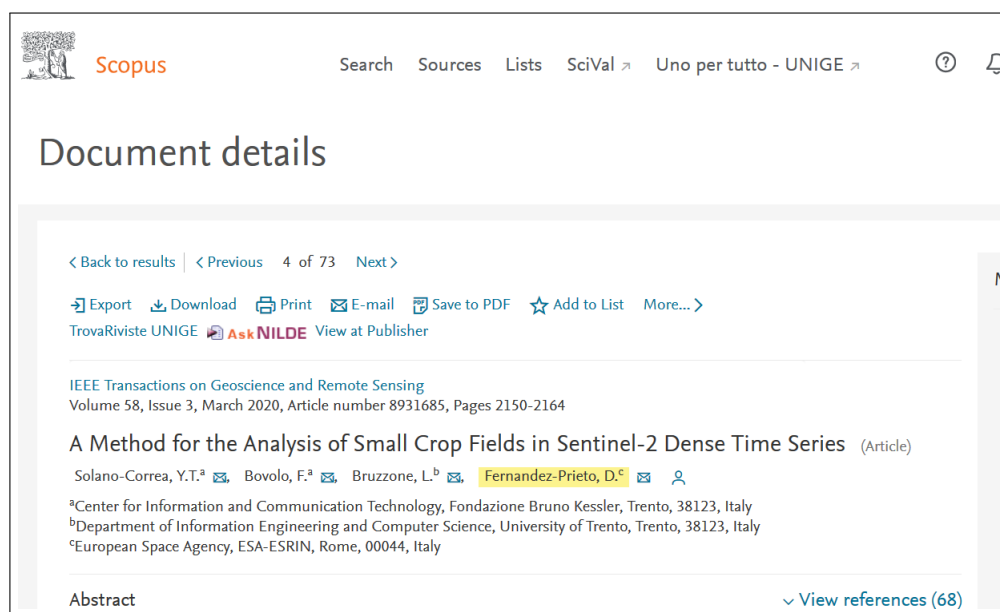 Scopus Search Sources Lists SciVal ↗ Uno per tutto - UNIGE ↗ ?
Document details
< Back to results | < Previous 4 of 73 Next >
Export Download Print E-mail Save to PDF Add to List More... >
TrovaRiviste UNIGE Ask NILDE View at Publisher
IEEE Transactions on Geoscience and Remote Sensing
Volume 58, Issue 3, March 2020, Article number 8931685, Pages 2150-2164
A Method for the Analysis of Small Crop Fields in Sentinel-2 Dense Time Series (Article)
Solano-Correa, Y.T.ᵃ, Bovolo, F.ᵃ, Bruzzone, L.ᵇ, Fernandez-Prieto, D.ᶜ
ᵃCenter for Information and Communication Technology, Fondazione Bruno Kessler, Trento, 38123, Italy
ᵇDepartment of Information Engineering and Computer Science, University of Trento, Trento, 38123, Italy
ᶜEuropean Space Agency, ESA-ESRIN, Rome, 00044, Italy
Abstract View references (68)